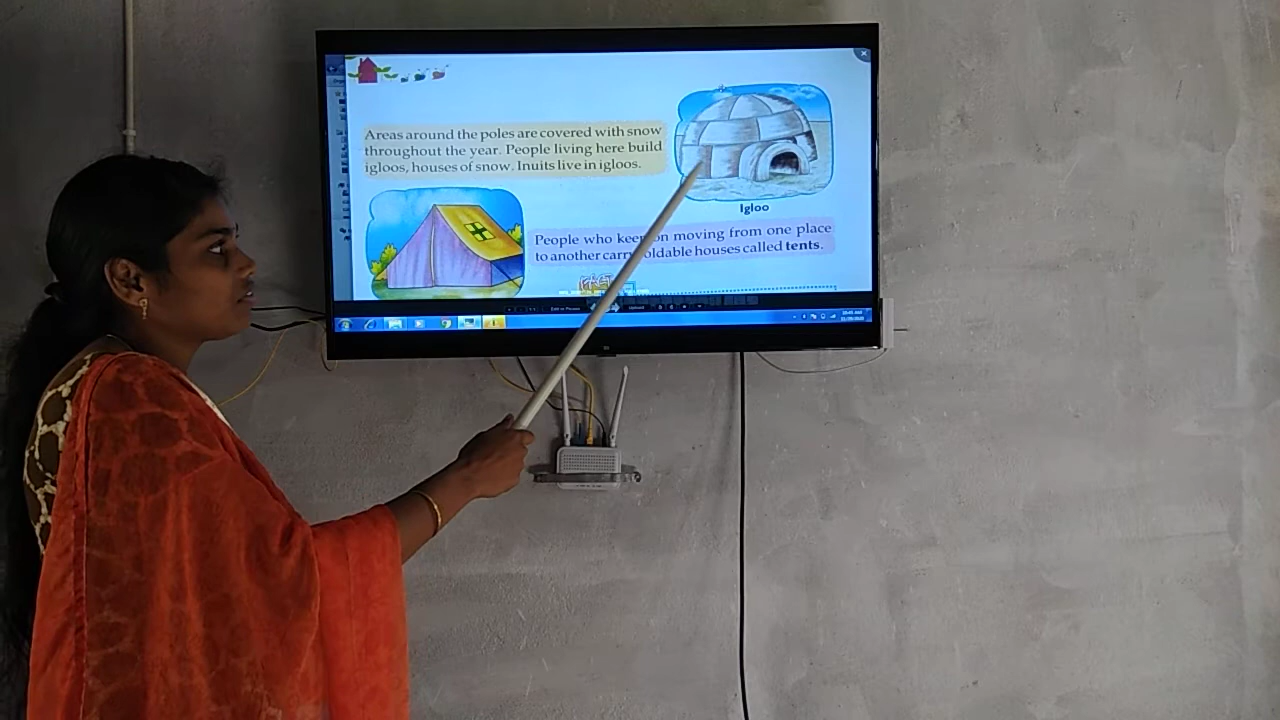 Areas around the poles are covered with snow
throughout the year. People living here build
igloos, houses of snow. Inuits live in igloos.
Igloo
People who keep on moving from one place
to another carry foldable houses called tents.